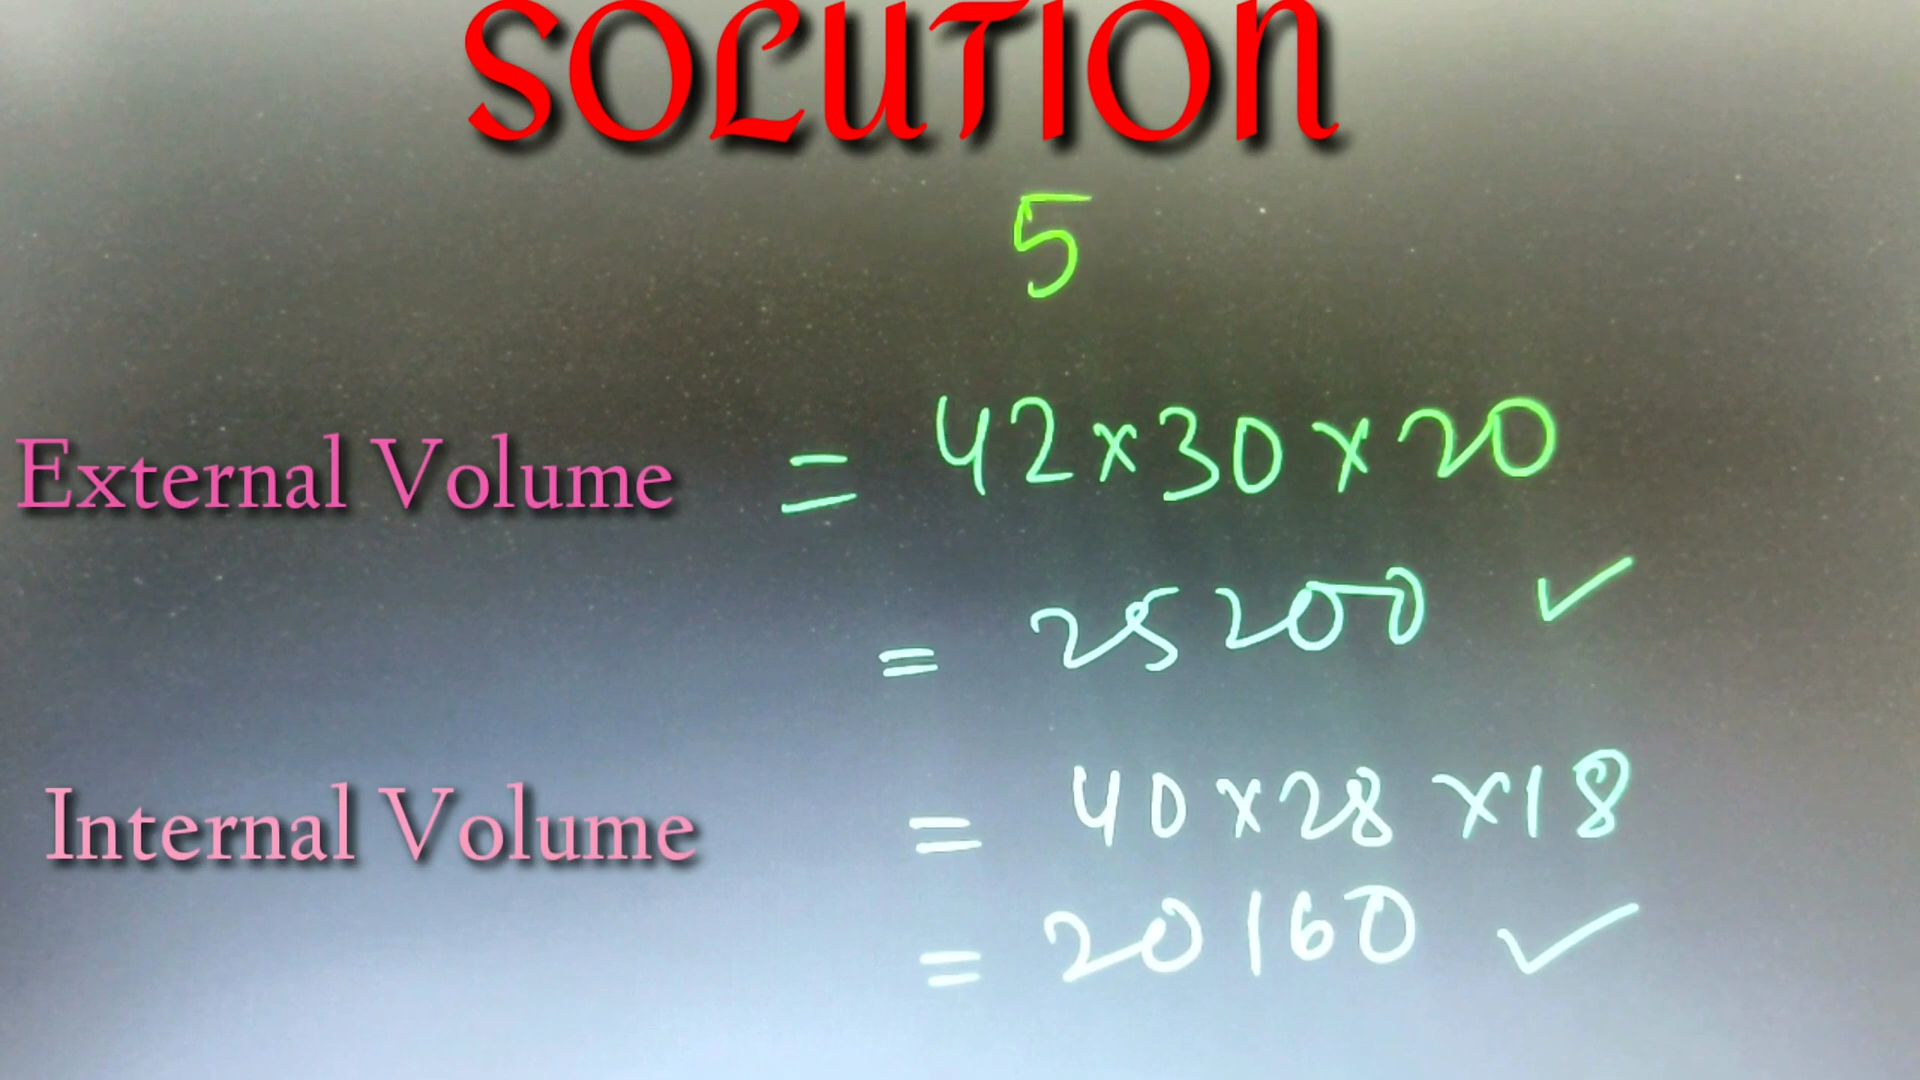 SOLUTION
5
External Volume = 42x30x20
= 25200 ✓
Internal Volume = 40x28x18
= 20160 ✓